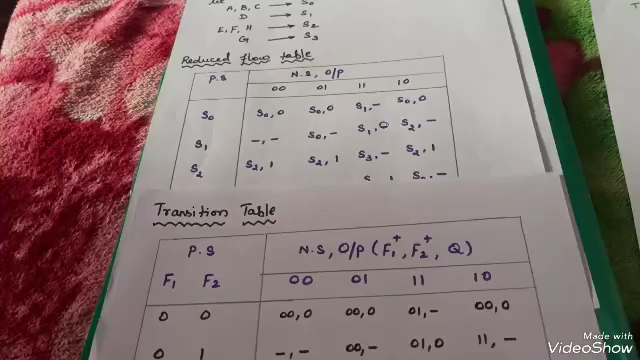 A, B, C → S0
D → S1
E, F, H → S2
G → S3
Reduced flow table
P.S N.S, O/P
00 01 11 10
S0 S0, 0 S0, 0 S1, – S0, 0
S1 –, – S0, – S1, 0 S2, –
S2 S2, 1 S2, 1 S3, – S2, 1
Transition Table
P.S N.S, O/P (F1+, F2+, Q)
F1 F2 00 01 11 10
0 0 00, 0 00, 0 01, – 00, 0
0 1 –, – 00, – 01, 0 11, –
Made with
VideoShow